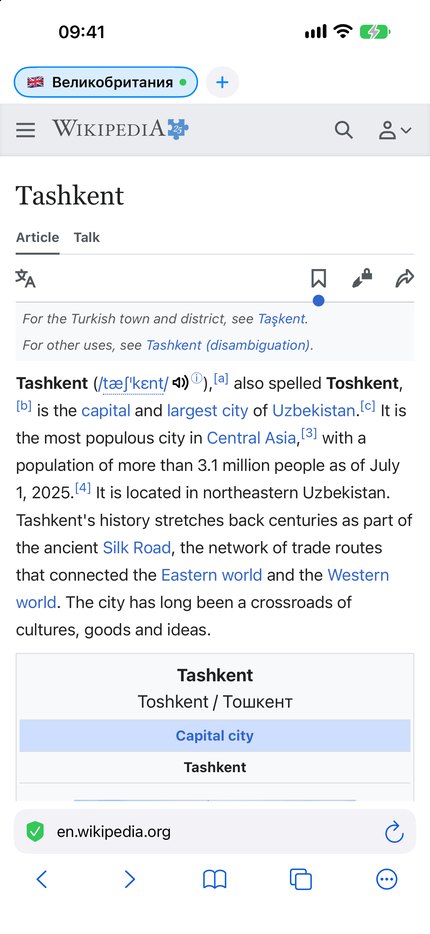 09:41
Великобритания
WIKIPEDIA 25
Tashkent
Article Talk
For the Turkish town and district, see Taşkent.
For other uses, see Tashkent (disambiguation).
Tashkent (/tæʃˈkɛnt/ ⓘ),[a] also spelled Toshkent,
[b] is the capital and largest city of Uzbekistan.[c] It is
the most populous city in Central Asia,[3] with a
population of more than 3.1 million people as of July
1, 2025.[4] It is located in northeastern Uzbekistan.
Tashkent's history stretches back centuries as part of
the ancient Silk Road, the network of trade routes
that connected the Eastern world and the Western
world. The city has long been a crossroads of
cultures, goods and ideas.
Tashkent
Toshkent / Тошкент
Capital city
Tashkent
en.wikipedia.org